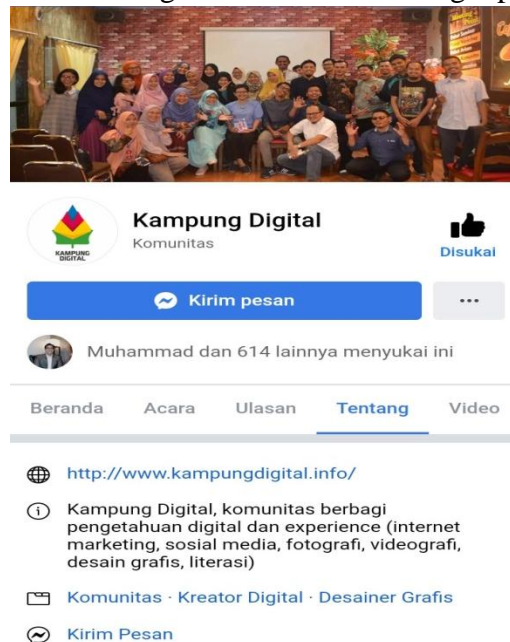 Kampung Digital
Komunitas
Disukai
KAMPUNG
DIGITAL
Kirim pesan
Muhammad dan 614 lainnya menyukai ini
Beranda Acara Ulasan Tentang Video
http://www.kampungdigital.info/
Kampung Digital, komunitas berbagi
pengetahuan digital dan experience (internet
marketing, sosial media, fotografi, videografi,
desain grafis, literasi)
Komunitas · Kreator Digital · Desainer Grafis
Kirim Pesan